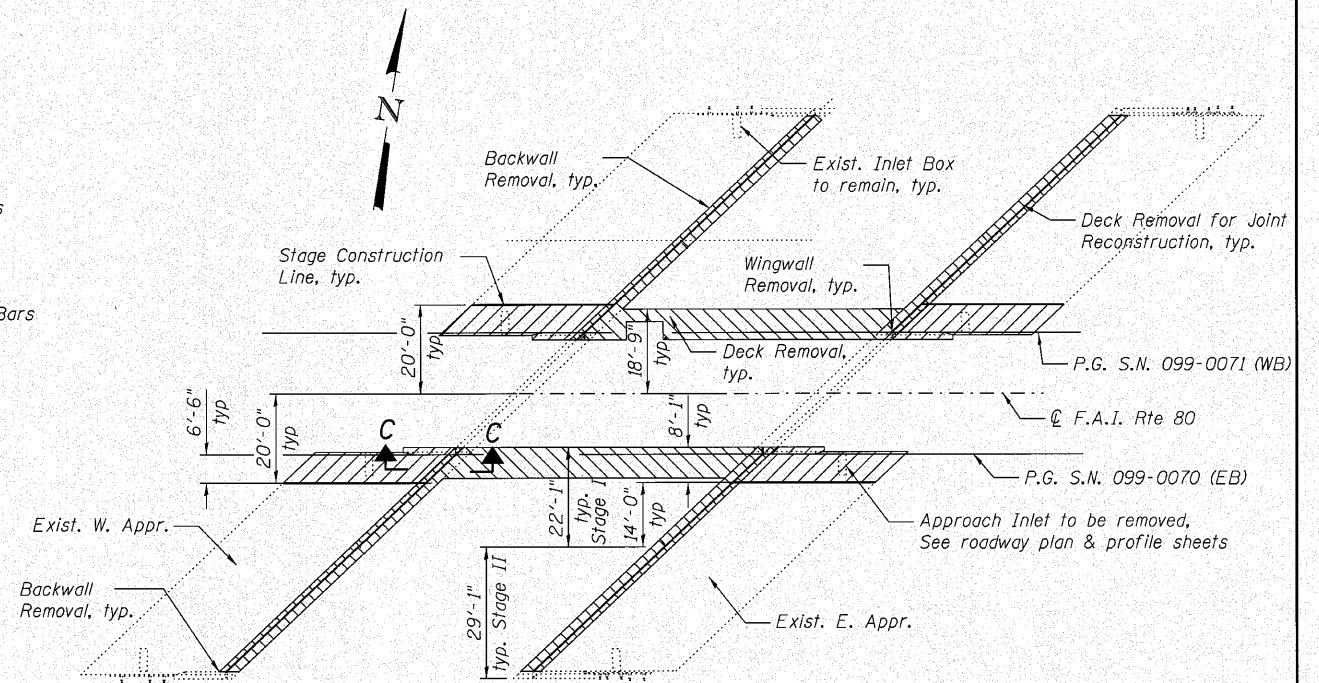 N
Backwall
Removal, typ.
Exist. Inlet Box
to remain, typ.
s
Deck Removal for Joint
Reconstruction, typ.
Stage Construction
Line, typ.
Wingwall
Removal, typ.
Bars
20'-0"
typ
18'-9"
typ
Deck Removal,
typ.
P.G. S.N. 099-0071 (WB)
6'-6"
typ
20'-0"
typ
8'-1"
typ
℄ F.A.I. Rte 80
C
C
P.G. S.N. 099-0070 (EB)
22'-1"
typ.
Stage I
14'-0"
typ
Exist. W. Appr.
Approach Inlet to be removed,
See roadway plan & profile sheets
Backwall
Removal, typ.
29'-1"
typ. Stage II
Exist. E. Appr.